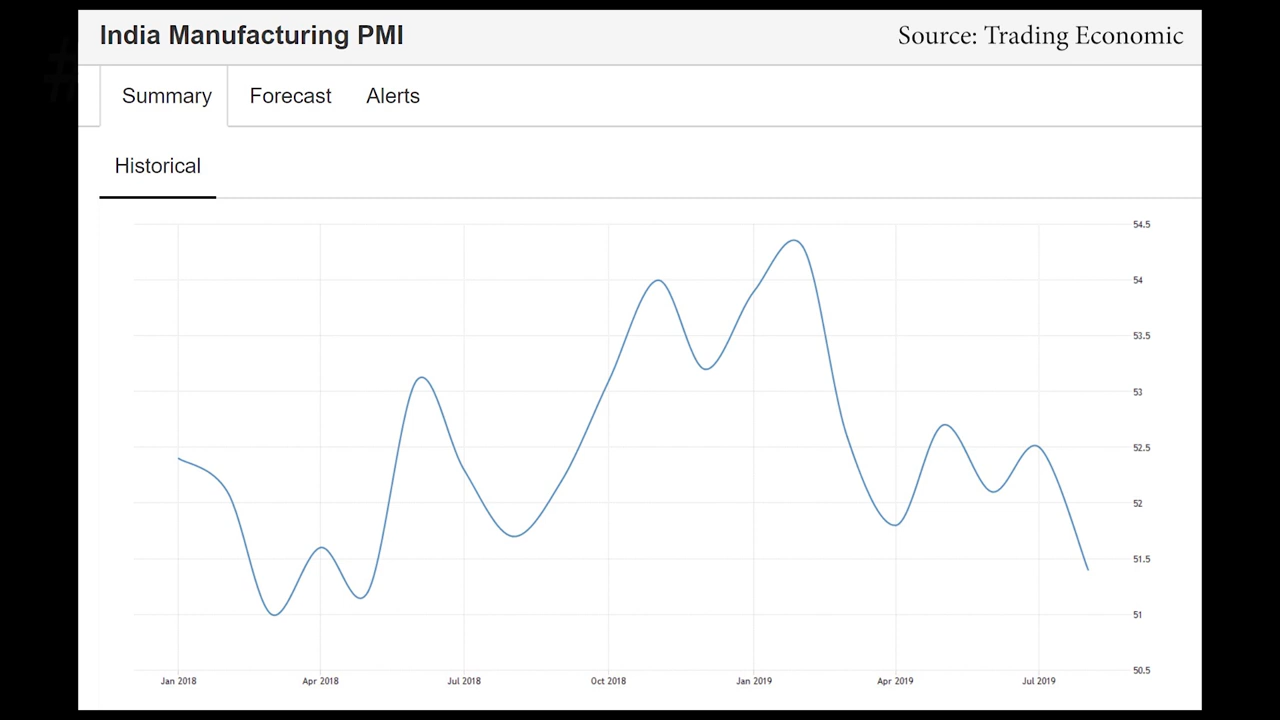 India Manufacturing PMI
Source: Trading Economic
Summary
Forecast
Alerts
Historical
54.5
54
53.5
53
52.5
52
51.5
51
50.5
Jan 2018
Apr 2018
Jul 2018
Oct 2018
Jan 2019
Apr 2019
Jul 2019